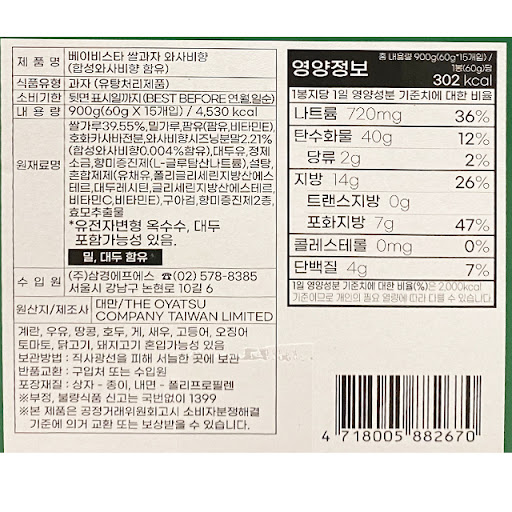 제 품 명
베이비스타 쌀과자 와사비향
(합성와사비향 함유)
식품유형 과자 (유탕처리제품)
소비기한 뒷면 표시일까지(BEST BEFORE연.월,일순)
내 용 량 900g(60g X 15개입) / 4,530 kcal
원재료명
쌀가루39.55%,밀가루,팜유(팜유,비타민E),
호화카사바전분,와사비향시즈닝분말2.21%
(합성와사비향0.004%함유),대두유,정제
소금,향미증진제(L-글루탐산나트륨),설탕,
혼합제제(유채유,폴리글리세린지방산에스
테르,대두레시틴,글리세린지방산에스테르,
비타민C,비타민E),구아검,향미증진제2종,
효모추출물
*유전자변형 옥수수, 대두
포함가능성 있음.
밀, 대두 함유
수 입 원
(주)삼경에프에스 ☎(02) 578-8385
서울시 강남구 논현로 10길 6
원산지/제조사
대만/THE OYATSU
COMPANY TAIWAN LIMITED
계란, 우유, 땅콩, 호두, 게, 새우, 고등어, 오징어
토마토, 닭고기, 돼지고기 혼입가능성 있음
보관방법 : 직사광선을 피해 서늘한 곳에 보관
반품교환 : 구입처 또는 수입원
포장재질 : 상자 - 종이, 내면 - 폴리프로필렌
※부정, 불량식품 신고는 국번없이 1399
※본 제품은 공정거래위원회고시 소비자분쟁해결
기준에 의거 교환 또는 보상받을 수 있습니다.
영양정보
총 내용량 900g(60g*15개입) /
1봉(60g)당
302 kcal
1봉지당 1일 영양성분 기준치에 대한 비율
나트륨 720mg 36%
탄수화물 40g 12%
당류 2g 2%
지방 14g 26%
트랜스지방 0g
포화지방 7g 47%
콜레스테롤 0mg 0%
단백질 4g 7%
1일 영양성분 기준치에 대한 비율(%)은 2,000kcal
기준이므로 개인의 필요 열량에 따라 다를 수 있습니다.
4 718005 882670